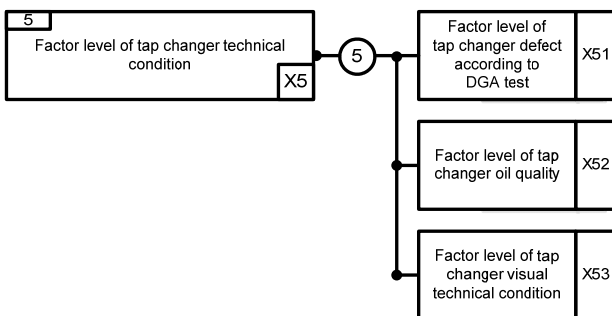 5
Factor level of tap changer technical
condition
X5
5
Factor level of
tap changer defect
according to
DGA test
X51
Factor level of tap
changer oil quality
X52
Factor level of tap
changer visual
technical condition
X53